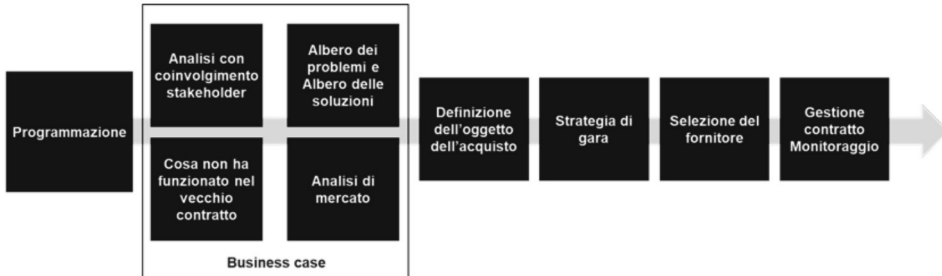 Programmazione
Analisi con
coinvolgimento
stakeholder
Albero dei
problemi e
Albero delle
soluzioni
Cosa non ha
funzionato nel
vecchio
contratto
Analisi di
mercato
Business case
Definizione
dell'oggetto
dell'acquisto
Strategia di
gara
Selezione del
fornitore
Gestione
contratto
Monitoraggio